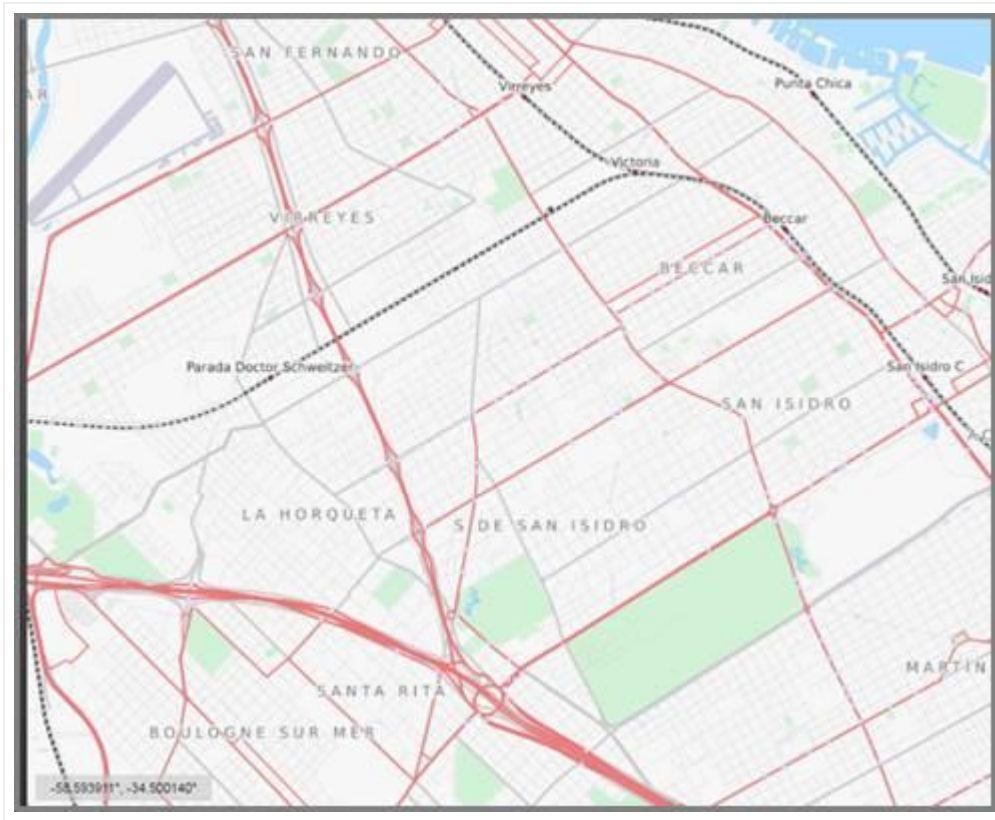 SAN FERNANDO
Virreyes
Punta Chica
AR
Victoria
VIRREYES
Beccar
BECCAR
San Isid
Parada Doctor Schweitzer
San Isidro C
SAN ISIDRO
LA HORQUETA
S DE SAN ISIDRO
MARTIN
SANTA RITA
BOULOGNE SUR MER
-58.593911°, -34.500140°